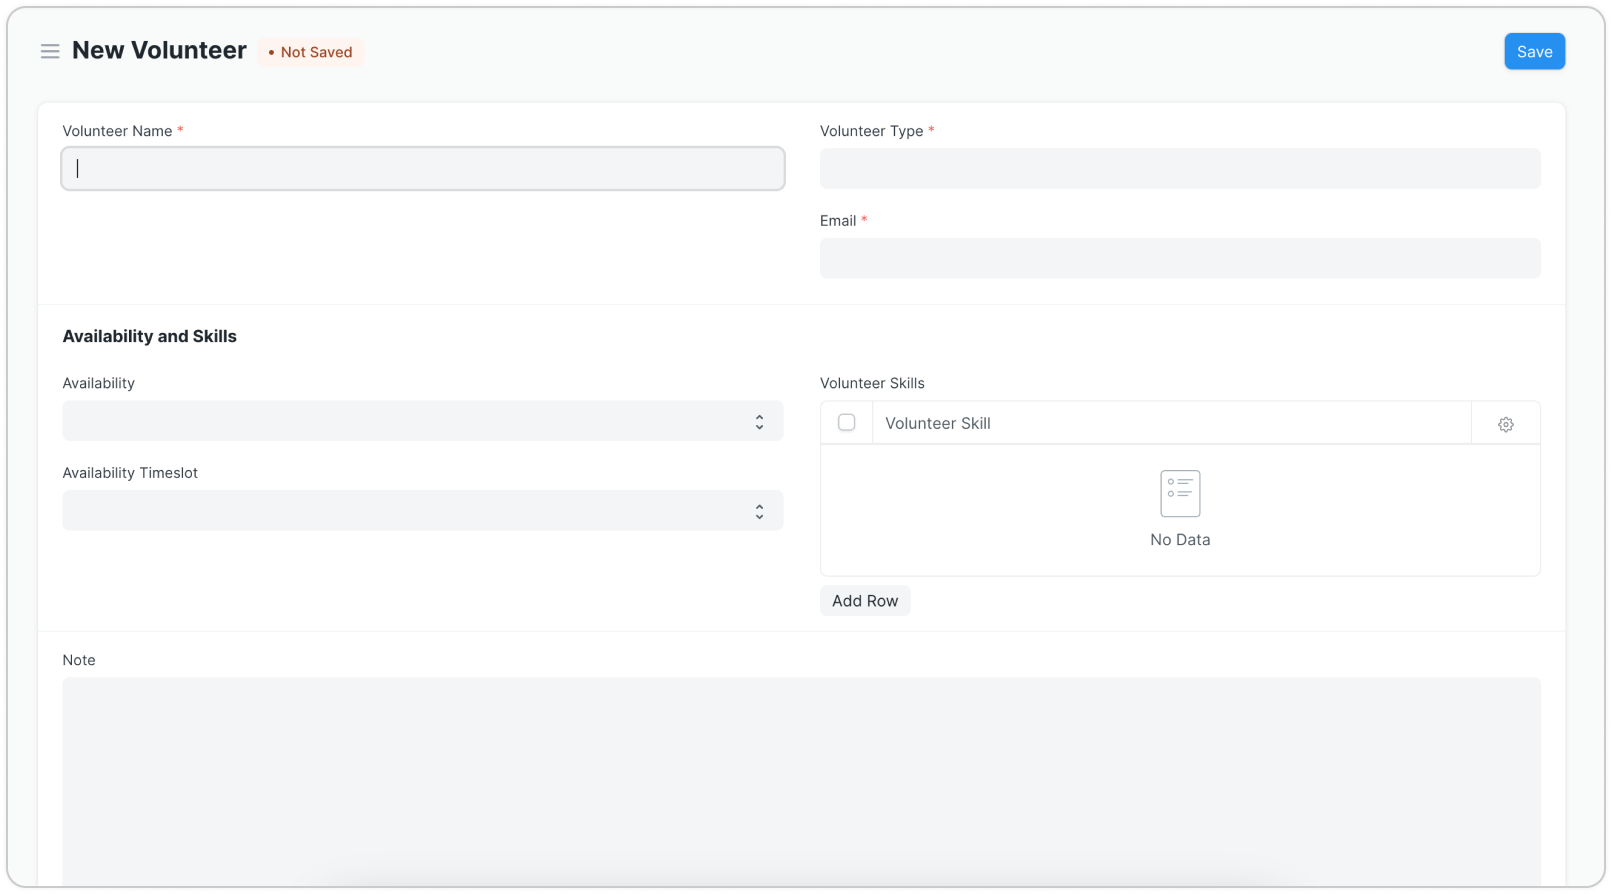 New Volunteer
• Not Saved
Save
Volunteer Name *
Volunteer Type *
Email *
Availability and Skills
Availability
Availability Timeslot
Volunteer Skills
Volunteer Skill
No Data
Add Row
Note